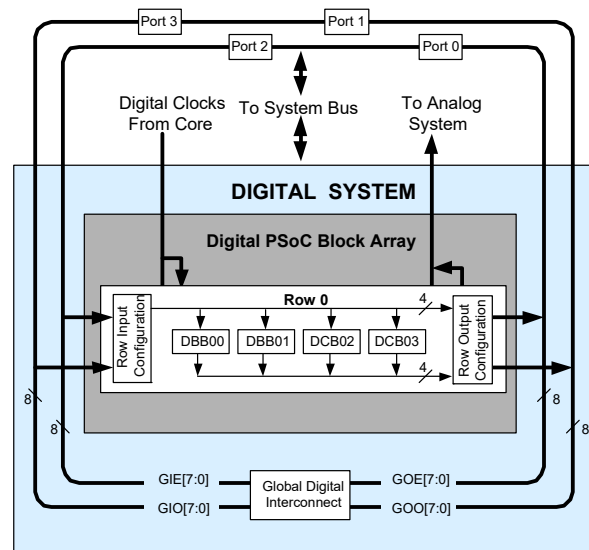 Port 3
Port 1
Port 2
Port 0
Digital Clocks
From Core
To System Bus
To Analog
System
DIGITAL SYSTEM
Digital PSoC Block Array
Row Input
Configuration
Row 0
4
DBB00
DBB01
DCB02
DCB03
4
Row Output
Configuration
8
8
8
8
GIE[7:0]
GIO[7:0]
Global Digital
Interconnect
GOE[7:0]
GOO[7:0]